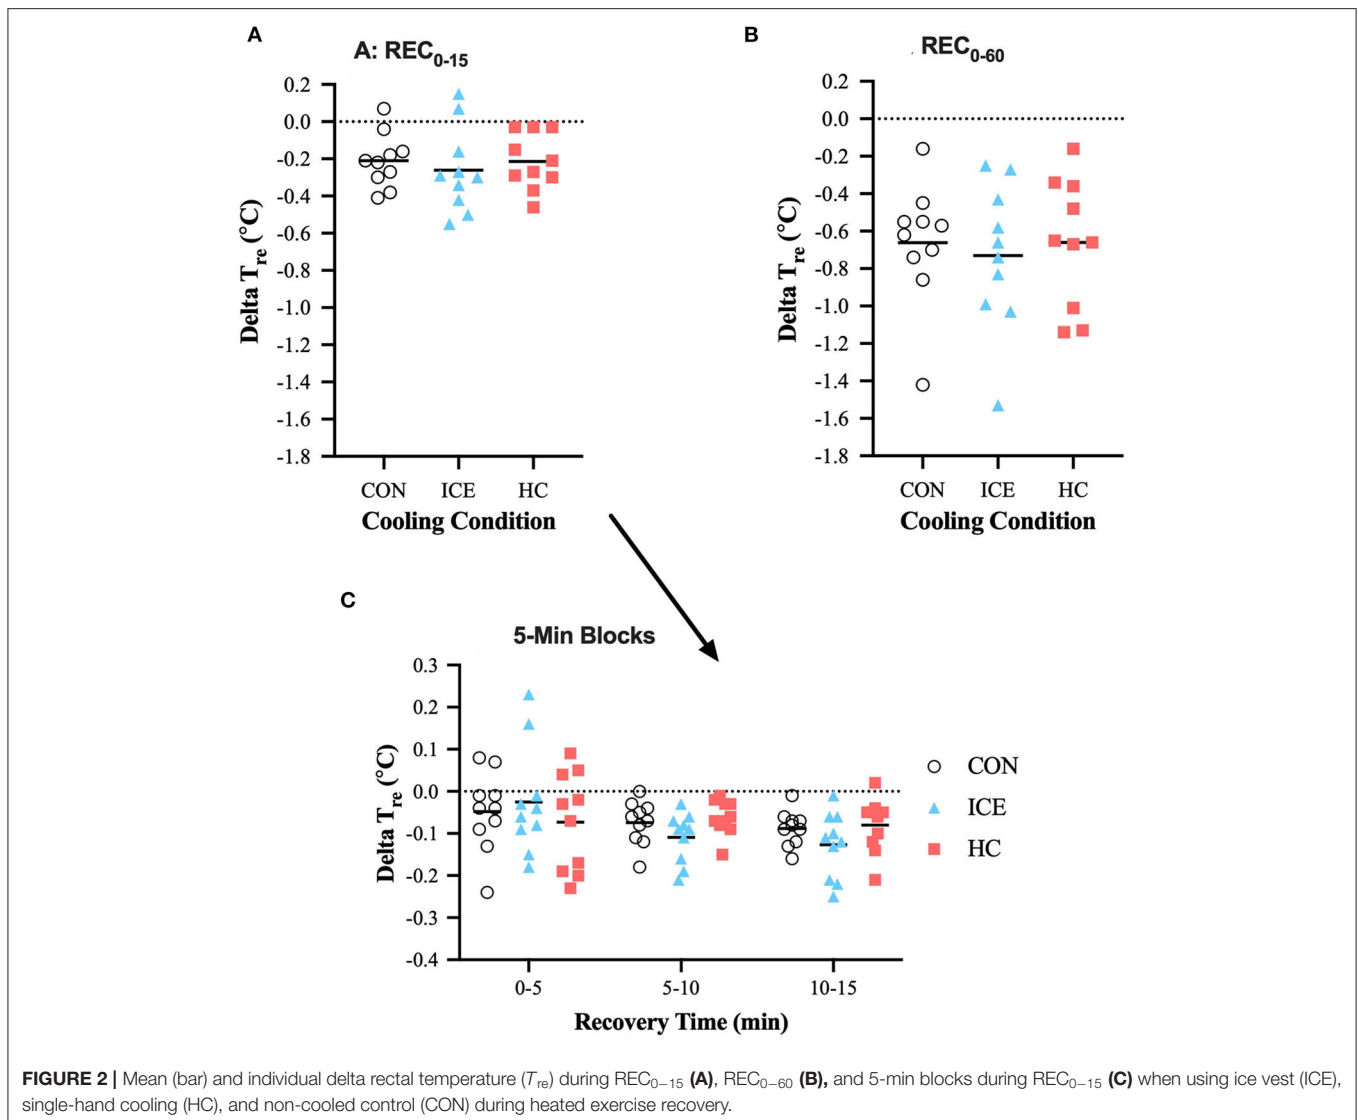 A
A: REC0-15
0.2
0.0
-0.2
-0.4
-0.6
-0.8
-1.0
-1.2
-1.4
-1.6
-1.8
Delta Tre (°C)
CON ICE HC
Cooling Condition
B
REC0-60
0.2
0.0
-0.2
-0.4
-0.6
-0.8
-1.0
-1.2
-1.4
-1.6
-1.8
Delta Tre (°C)
CON ICE HC
Cooling Condition
C
5-Min Blocks
0.3
0.2
0.1
0.0
-0.1
-0.2
-0.3
-0.4
Delta Tre (°C)
0-5 5-10 10-15
Recovery Time (min)
CON
ICE
HC
FIGURE 2 | Mean (bar) and individual delta rectal temperature (Tre) during REC0−15 (A), REC0−60 (B), and 5-min blocks during REC0−15 (C) when using ice vest (ICE),
single-hand cooling (HC), and non-cooled control (CON) during heated exercise recovery.